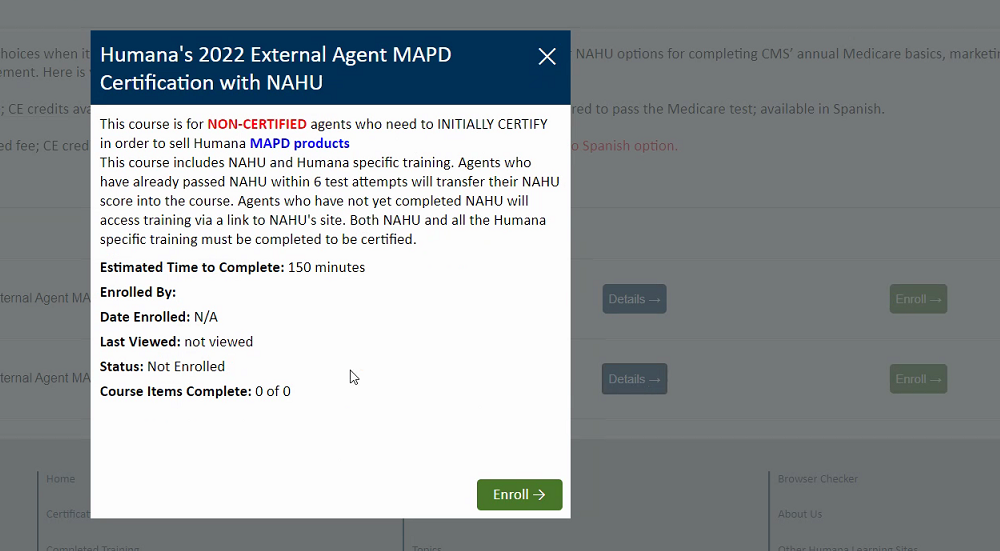 Humana's 2022 External Agent MAPD
Certification with NAHU
This course is for NON-CERTIFIED agents who need to INITIALLY CERTIFY
in order to sell Humana MAPD products
This course includes NAHU and Humana specific training. Agents who
have already passed NAHU within 6 test attempts will transfer their NAHU
score into the course. Agents who have not yet completed NAHU will
access training via a link to NAHU's site. Both NAHU and all the Humana
specific training must be completed to be certified.
Estimated Time to Complete: 150 minutes
Enrolled By:
Date Enrolled: N/A
Last Viewed: not viewed
Status: Not Enrolled
Course Items Complete: 0 of 0
Enroll →
hoices when it
NAHU options for completing CMS' annual Medicare basics, marketin
ement. Here is
; CE credits ava
red to pass the Medicare test; available in Spanish.
ed fee; CE cred
o Spanish option.
ternal Agent MA
Details →
Enroll →
ternal Agent MA
Details →
Enroll →
Home
Browser Checker
Certificat
About Us
Completed Training
Topics
Other Humana Learning Sites